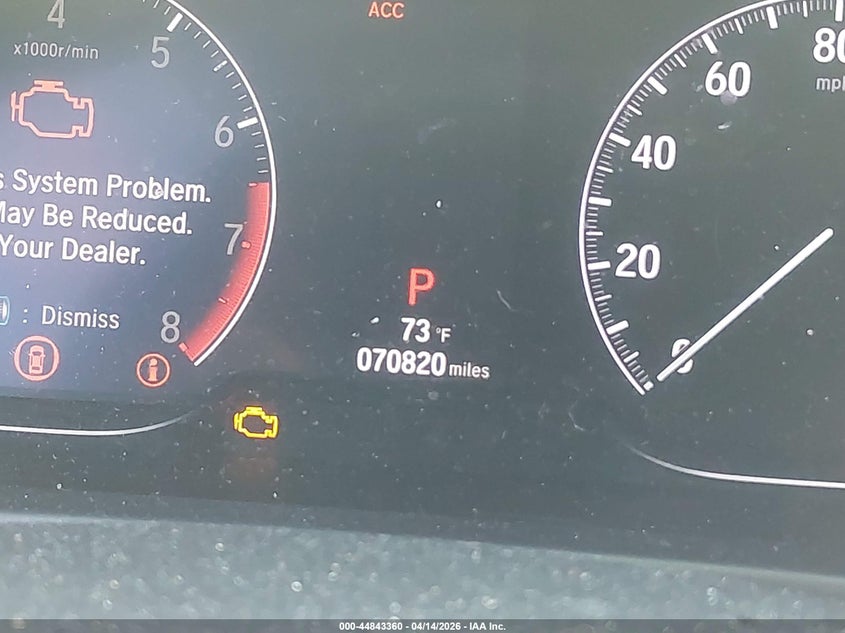 ACC
4
x1000r/min
5
6
7
8
System Problem.
May Be Reduced.
Your Dealer.
: Dismiss
P
73 °F
070820 miles
80
mph
60
40
20
0
000-44843360 - 04/14/2026 - IAA Inc.